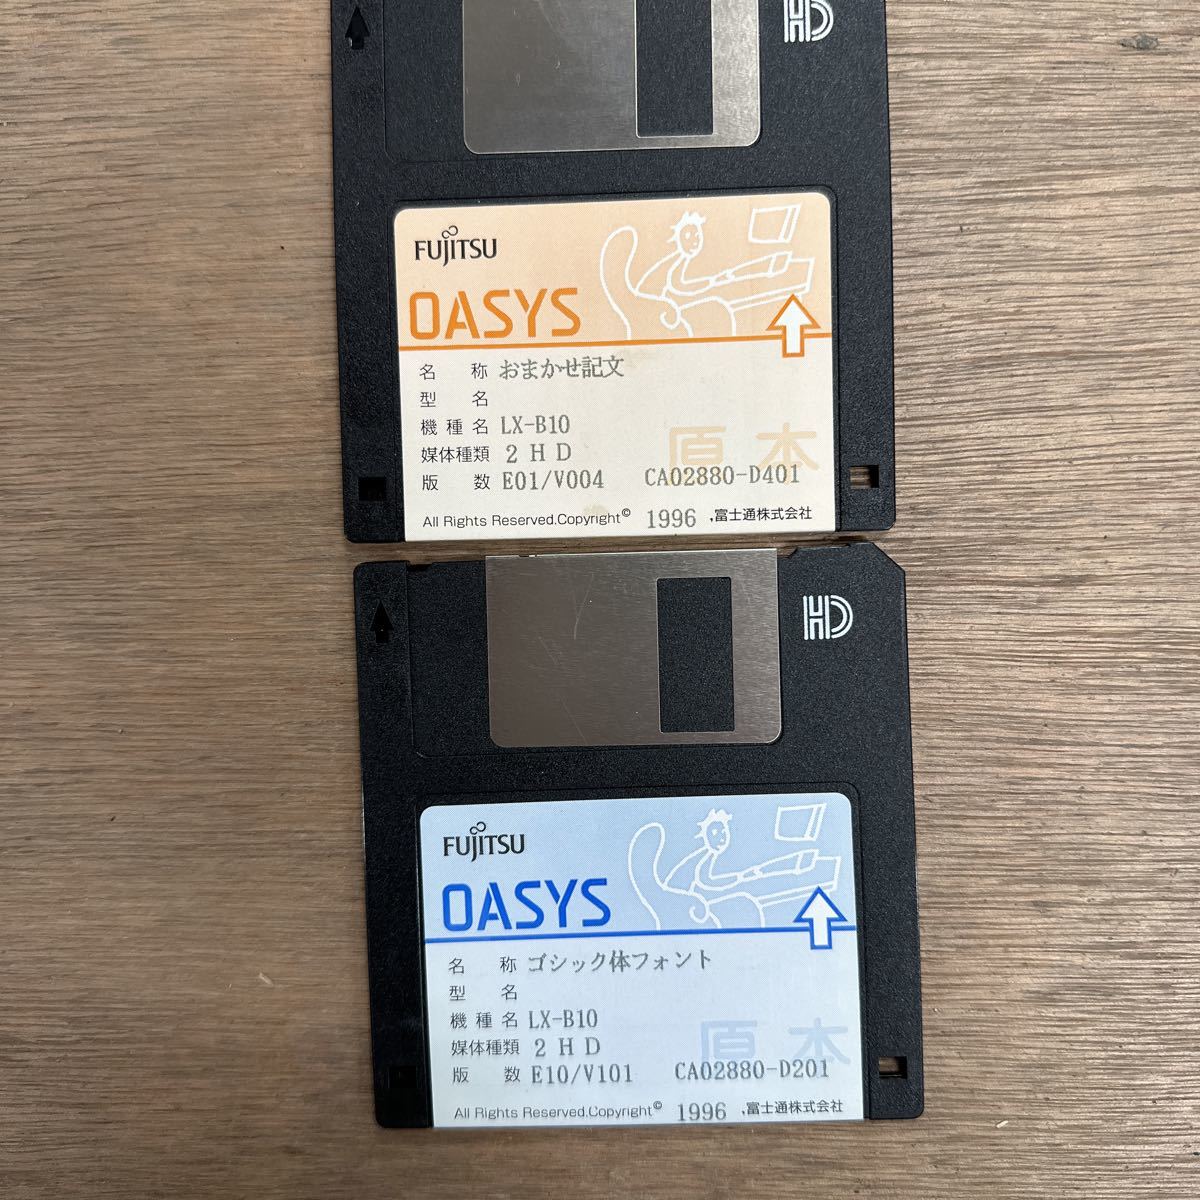 HD
FUJITSU
OASYS
名 称 おまかせ記文
型 名
機種名 LX-B10
原本
媒体種類 2HD
版 数 E01/V004 CA02880-D401
All Rights Reserved.Copyright© 1996 ,富士通株式会社
HD
FUJITSU
OASYS
名 称 ゴシック体フォント
型 名
機種名 LX-B10
原本
媒体種類 2HD
版 数 E10/V101 CA02880-D201
All Rights Reserved.Copyright© 1996 ,富士通株式会社